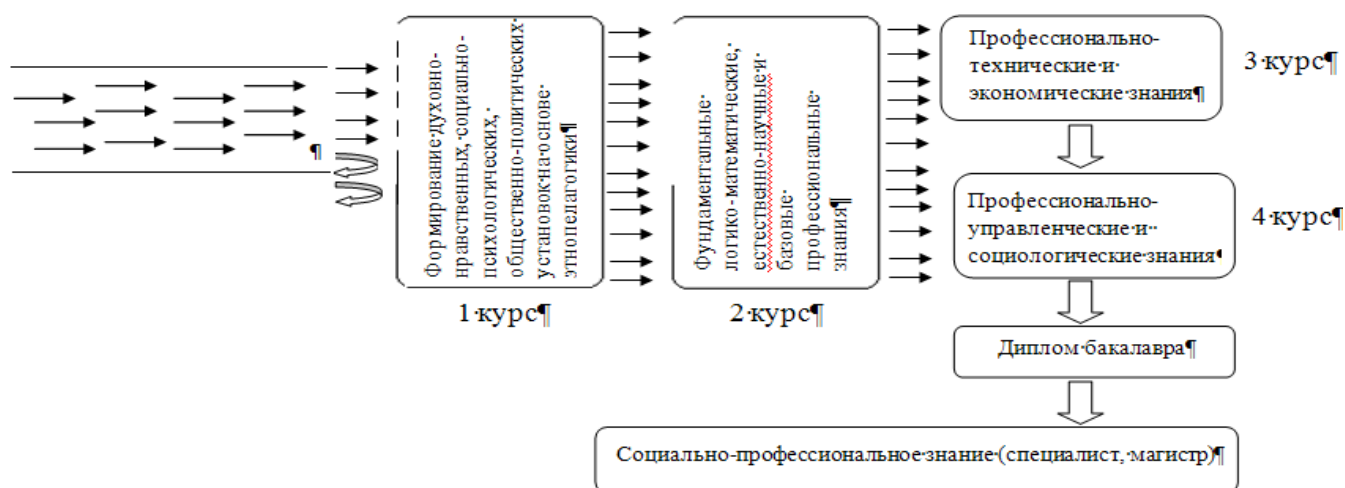 ¶
Формирование·духовно-
нравственных,·социально-
психологических,·
общественно-политических·
установок·на·основе·
этнопелагогики¶
1·курс¶
Фундаментальные·
логико-математические,·
естественно-научные·и·
базовые·
профессиональные·
знания¶
2·курс¶
Профессионально-
технические·и·
экономические·знания¶
3·курс¶
Профессионально-
управленческие·и··
социологические·знания¶
4·курс¶
Диплом·бакалавра¶
Социально-профессиональное·знание·(специалист,·магистр)¶